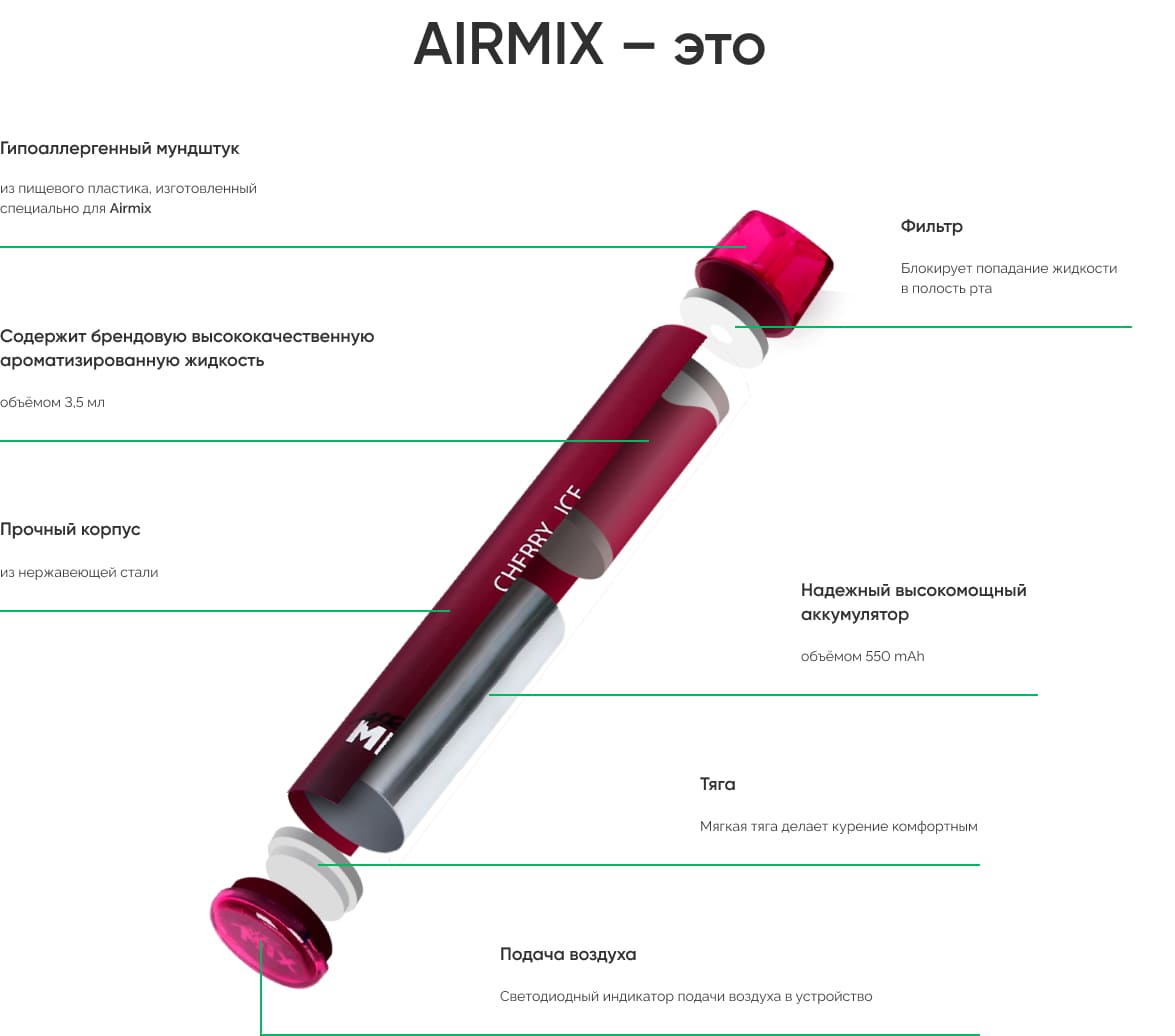 AIRMIX – это
Гипоаллергенный мундштук
из пищевого пластика, изготовленный
специально для Airmix
Фильтр
Блокирует попадание жидкости
в полость рта
Содержит брендовую высококачественную
ароматизированную жидкость
объёмом 3,5 мл
CHERRY ICE
Прочный корпус
из нержавеющей стали
Надежный высокомощный
аккумулятор
объёмом 550 mAh
Тяга
Мягкая тяга делает курение комфортным
MIX
Подача воздуха
Светодиодный индикатор подачи воздуха в устройство